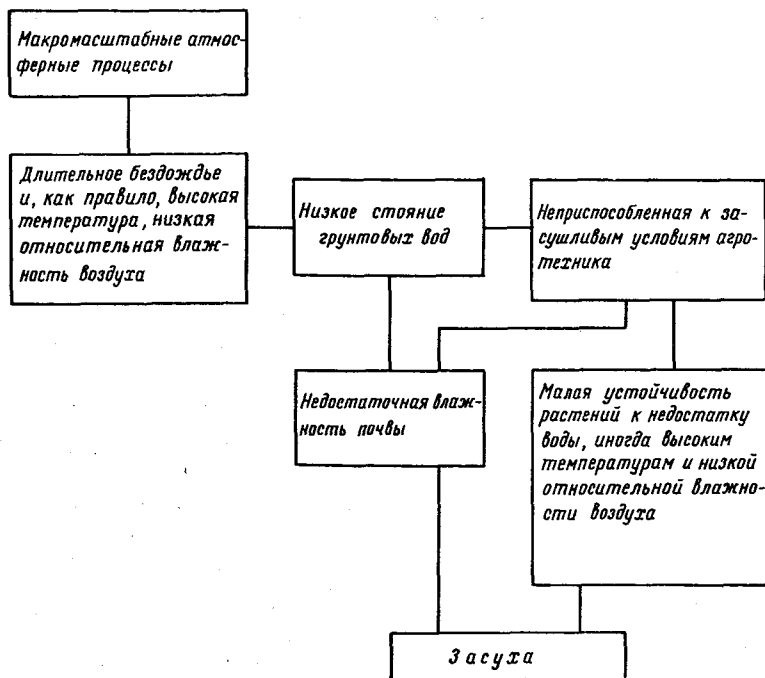 Макромасштабные атмос-
ферные процессы
Длительное бездождье
и, как правило, высокая
температура, низкая
относительная влаж-
ность воздуха
Низкое стояние
грунтовых вод
Неприспособленная к за-
сушливым условиям агро-
техника
Недостаточная влаж-
ность почвы
Малая устойчивость
растений к недостатку
воды, иногда высоким
температурам и низкой
относительной влажно-
сти воздуха
Засуха